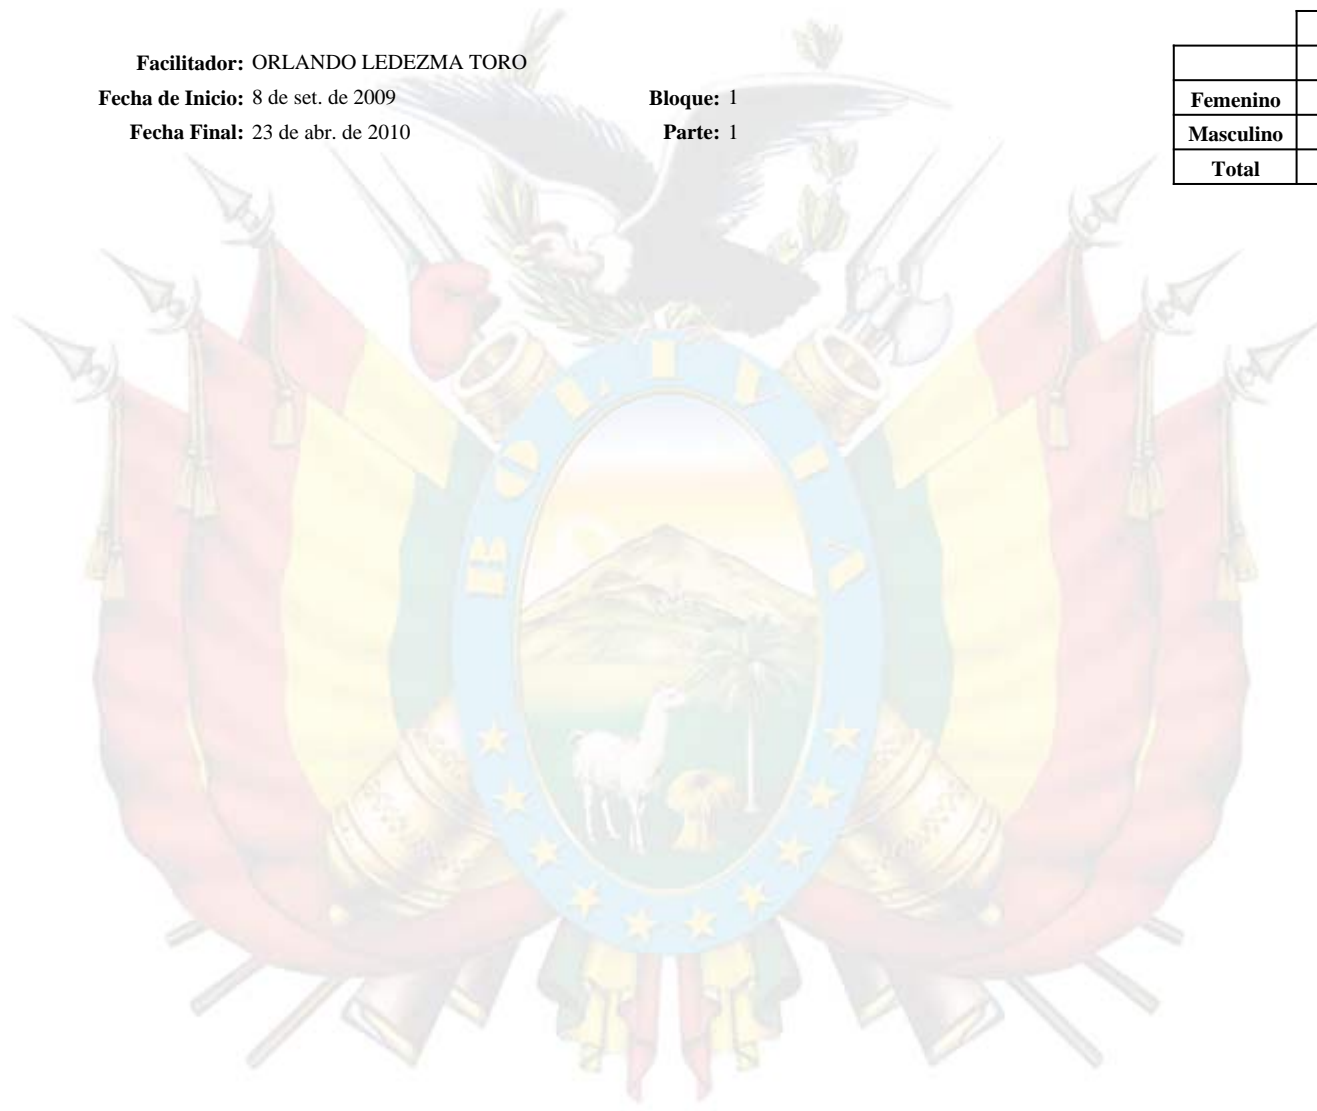 Facilitador: ORLANDO LEDEZMA TORO
Fecha de Inicio: 8 de set. de 2009 Bloque: 1
Fecha Final: 23 de abr. de 2010 Parte: 1
Femenino
Masculino
Total
BOLIVIA